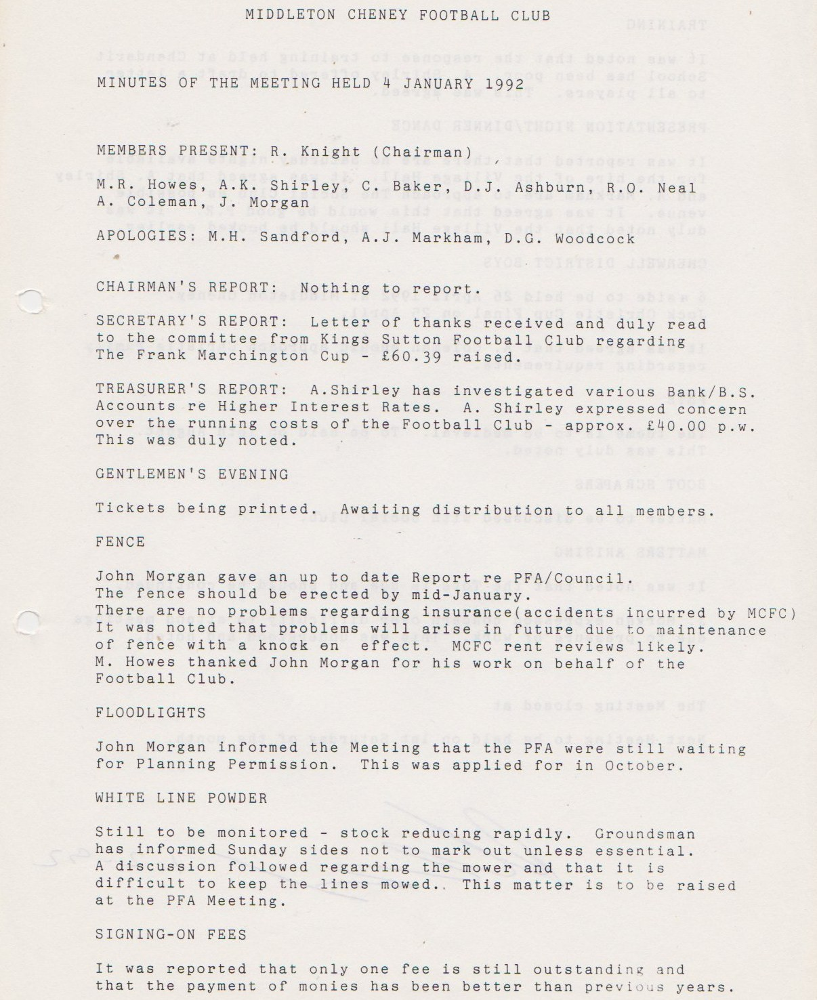 MIDDLETON CHENEY FOOTBALL CLUB
MINUTES OF THE MEETING HELD 4 JANUARY 1992
MEMBERS PRESENT: R. Knight (Chairman)
M.R. Howes, A.K. Shirley, C. Baker, D.J. Ashburn, R.O. Neal
A. Coleman, J. Morgan
APOLOGIES: M.H. Sandford, A.J. Markham, D.G. Woodcock
CHAIRMAN'S REPORT: Nothing to report.
SECRETARY'S REPORT: Letter of thanks received and duly read
to the committee from Kings Sutton Football Club regarding
The Frank Marchington Cup - £60.39 raised.
TREASURER'S REPORT: A.Shirley has investigated various Bank/B.S.
Accounts re Higher Interest Rates. A. Shirley expressed concern
over the running costs of the Football Club - approx. £40.00 p.w.
This was duly noted.
GENTLEMEN'S EVENING
Tickets being printed. Awaiting distribution to all members.
FENCE
John Morgan gave an up to date Report re PFA/Council.
The fence should be erected by mid-January.
There are no problems regarding insurance(accidents incurred by MCFC)
It was noted that problems will arise in future due to maintenance
of fence with a knock on effect. MCFC rent reviews likely.
M. Howes thanked John Morgan for his work on behalf of the
Football Club.
FLOODLIGHTS
John Morgan informed the Meeting that the PFA were still waiting
for Planning Permission. This was applied for in October.
WHITE LINE POWDER
Still to be monitored - stock reducing rapidly. Groundsman
has informed Sunday sides not to mark out unless essential.
A discussion followed regarding the mower and that it is
difficult to keep the lines mowed.. This matter is to be raised
at the PFA Meeting.
SIGNING-ON FEES
It was reported that only one fee is still outstanding and
that the payment of monies has been better than previous years.